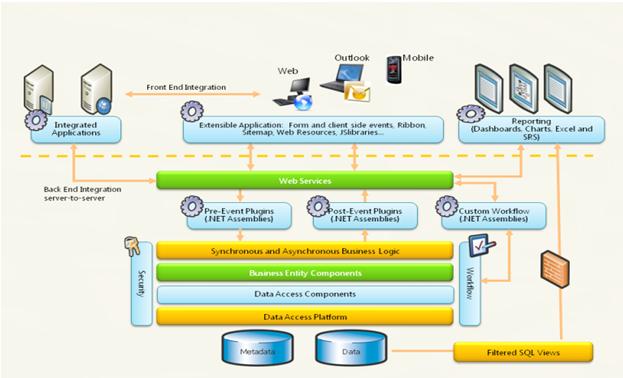 Web
Outlook
Mobile
Front End Integration
Integrated
Applications
Extensible Application:  Form and client side events, Ribbon,
Sitemap, Web Resources, JSlibraries...
Reporting
(Dashboards, Charts, Excel and
SRS)
Back End Integration
server-to-server
Web Services
Pre-Event Plugins
(.NET Assemblies)
Post-Event Plugins
(.NET Assemblies)
Custom Workflow
(.NET Assemblies)
Security
Synchronous and Asynchronous Business Logic
Business Entity Components
Data Access Components
Data Access Platform
Workflow
Metadata
Data
Filtered SQL Views